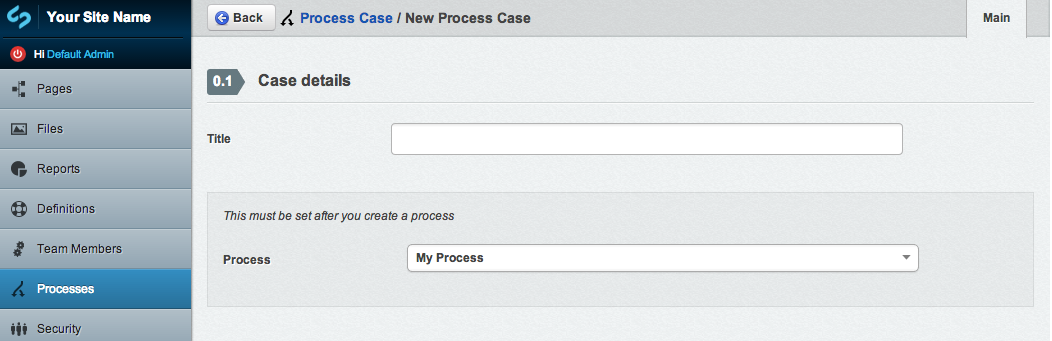 Your Site Name
Hi Default Admin
Pages
Files
Reports
Definitions
Team Members
Processes
Security
Back
Process Case / New Process Case
Main
0.1 Case details
Title
This must be set after you create a process
Process
My Process